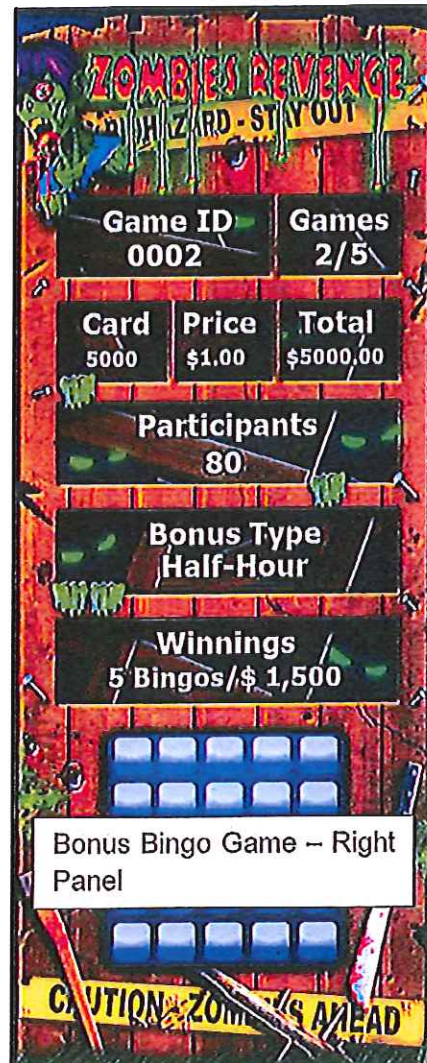 ZOMBIES REVENGE
BIOHAZARD - STAY OUT
Game ID
0002
Games
2/5
Card
5000
Price
$1.00
Total
$5000.00
Participants
80
Bonus Type
Half-Hour
Winnings
5 Bingos/$ 1,500
Bonus Bingo Game – Right
Panel
CAUTION - ZOMBIES AHEAD